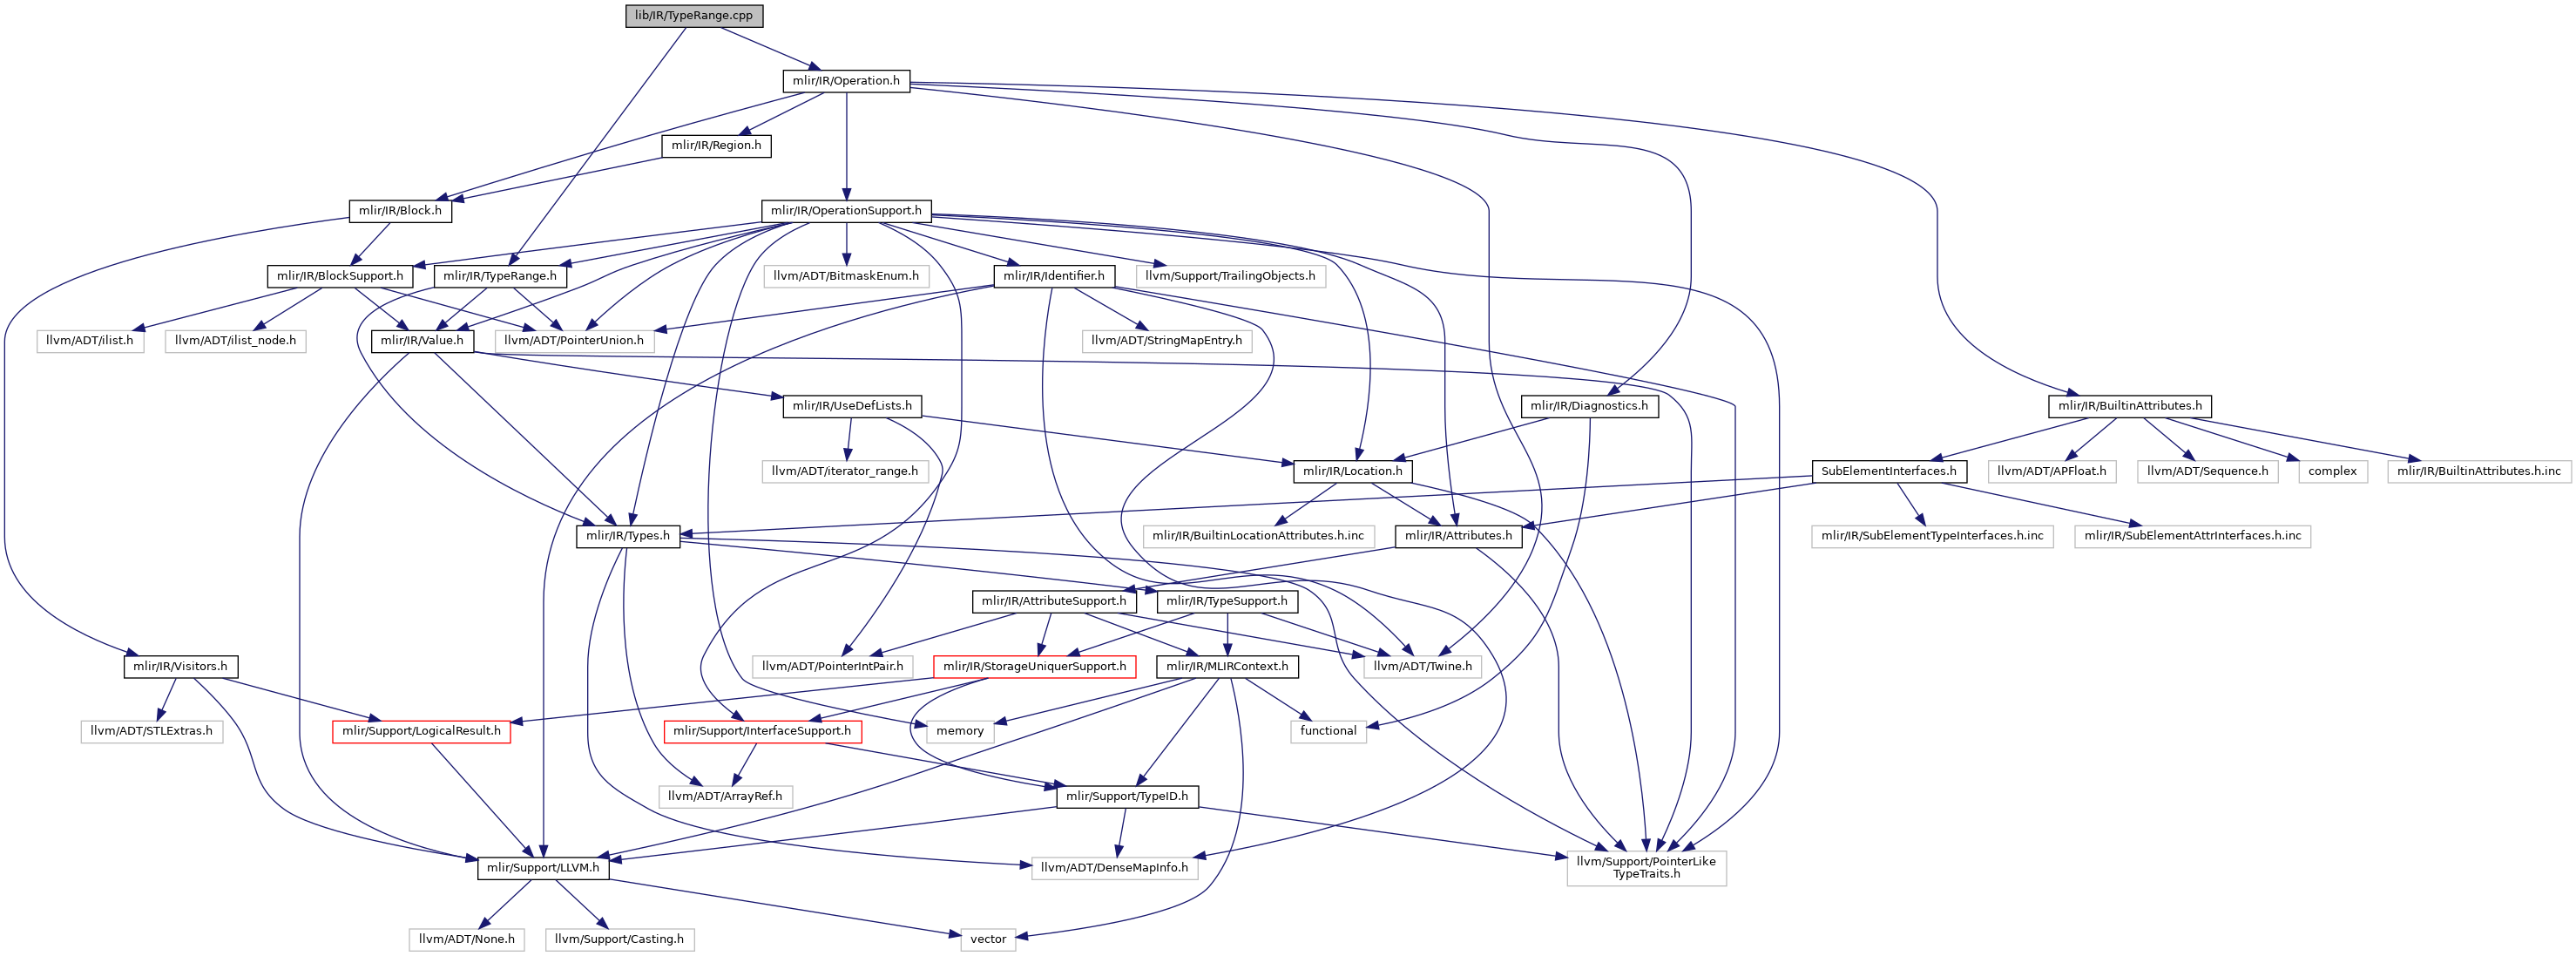 lib/IR/TypeRange.cpp
mlir/IR/Operation.h
mlir/IR/Region.h
mlir/IR/Block.h
mlir/IR/OperationSupport.h
mlir/IR/BlockSupport.h
mlir/IR/TypeRange.h
llvm/ADT/BitmaskEnum.h
mlir/IR/Identifier.h
llvm/Support/TrailingObjects.h
llvm/ADT/ilist.h
llvm/ADT/ilist_node.h
mlir/IR/Value.h
llvm/ADT/PointerUnion.h
llvm/ADT/StringMapEntry.h
mlir/IR/UseDefLists.h
mlir/IR/Diagnostics.h
mlir/IR/BuiltinAttributes.h
llvm/ADT/iterator_range.h
mlir/IR/Location.h
SubElementInterfaces.h
llvm/ADT/APFloat.h
llvm/ADT/Sequence.h
complex
mlir/IR/BuiltinAttributes.h.inc
mlir/IR/Types.h
mlir/IR/BuiltinLocationAttributes.h.inc
mlir/IR/Attributes.h
mlir/IR/SubElementTypeInterfaces.h.inc
mlir/IR/SubElementAttrInterfaces.h.inc
mlir/IR/AttributeSupport.h
mlir/IR/TypeSupport.h
mlir/IR/Visitors.h
llvm/ADT/PointerIntPair.h
mlir/IR/StorageUniquerSupport.h
mlir/IR/MLIRContext.h
llvm/ADT/Twine.h
llvm/ADT/STLExtras.h
mlir/Support/LogicalResult.h
mlir/Support/InterfaceSupport.h
memory
functional
llvm/ADT/ArrayRef.h
mlir/Support/TypeID.h
mlir/Support/LLVM.h
llvm/ADT/DenseMapInfo.h
llvm/Support/PointerLike
TypeTraits.h
llvm/ADT/None.h
llvm/Support/Casting.h
vector